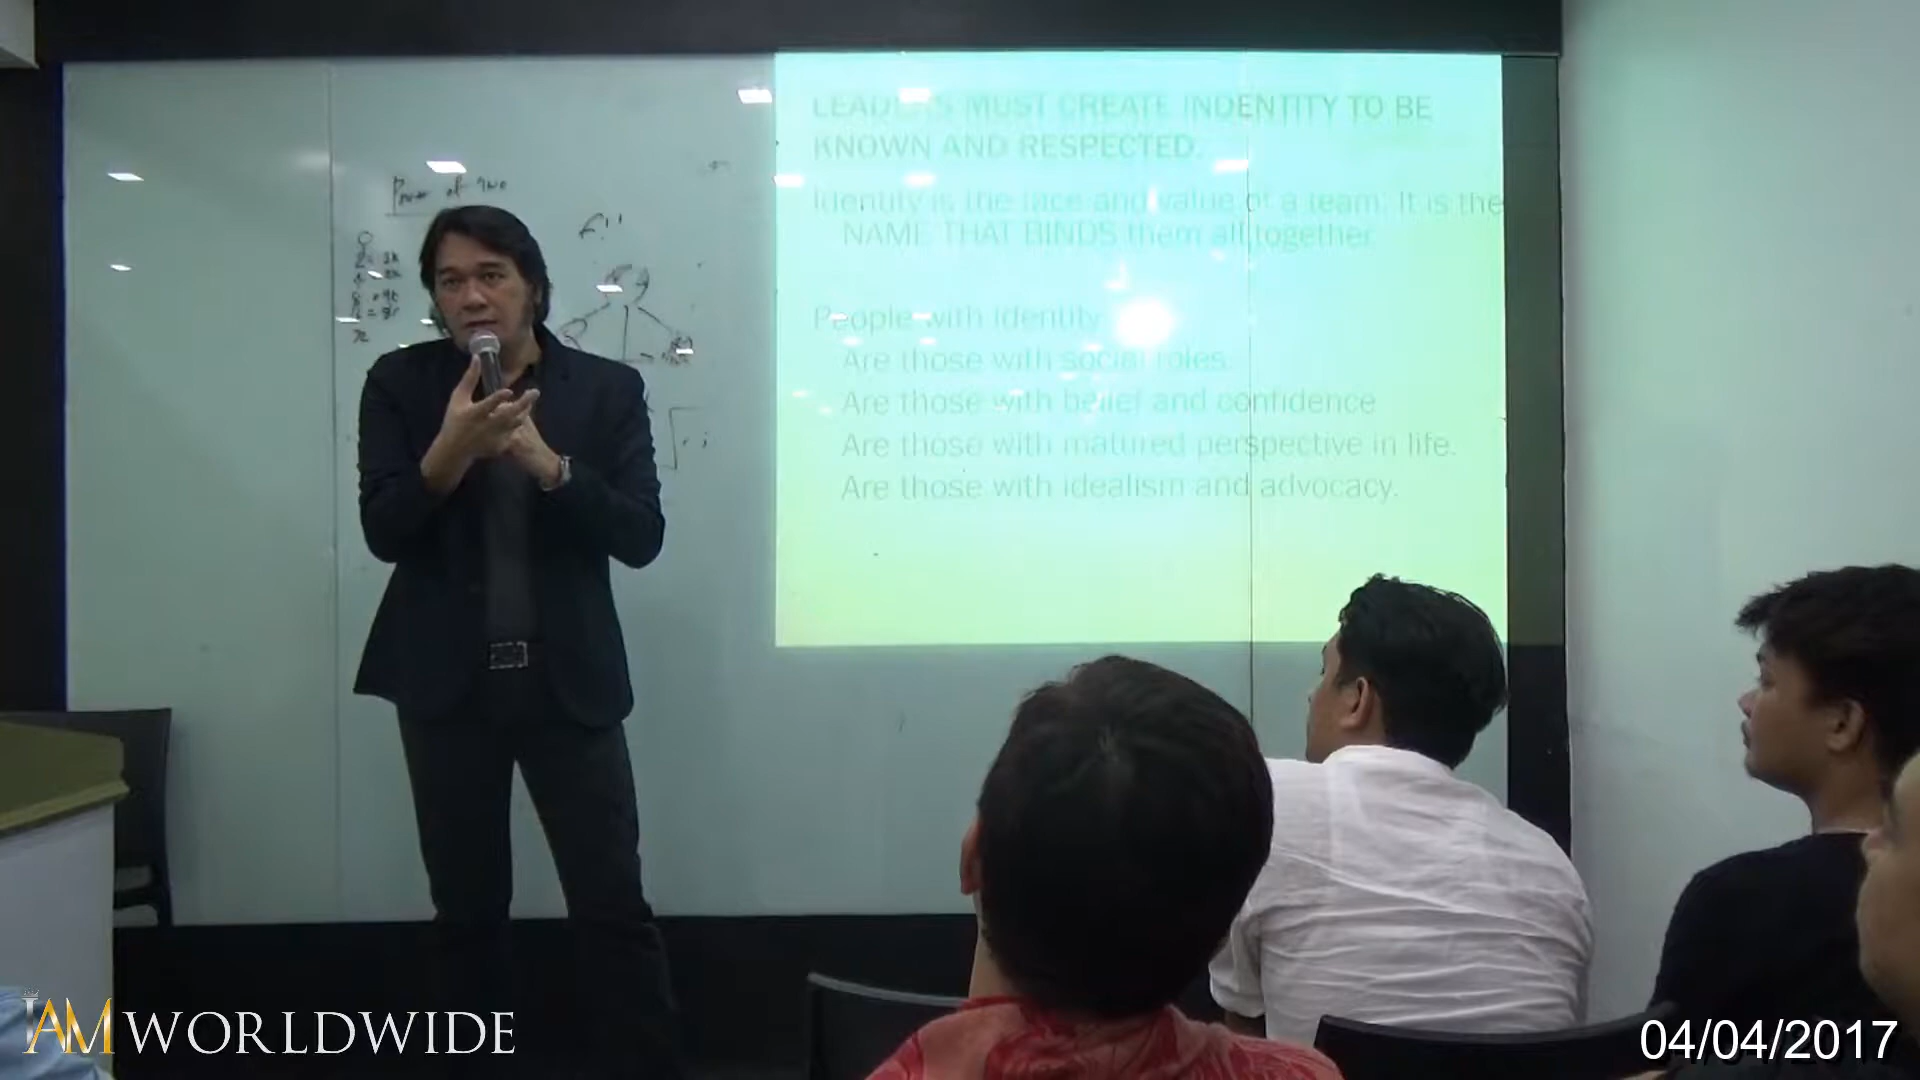 Power of two
LEADERS MUST CREATE INDENTITY TO BE
KNOWN AND RESPECTED.
Identity is the face and value of a team. It is the
NAME THAT BINDS them all together.
People with identity
Are those with social roles.
Are those with belief and confidence
Are those with matured perspective in life.
Are those with idealism and advocacy.
IAM WORLDWIDE
04/04/2017